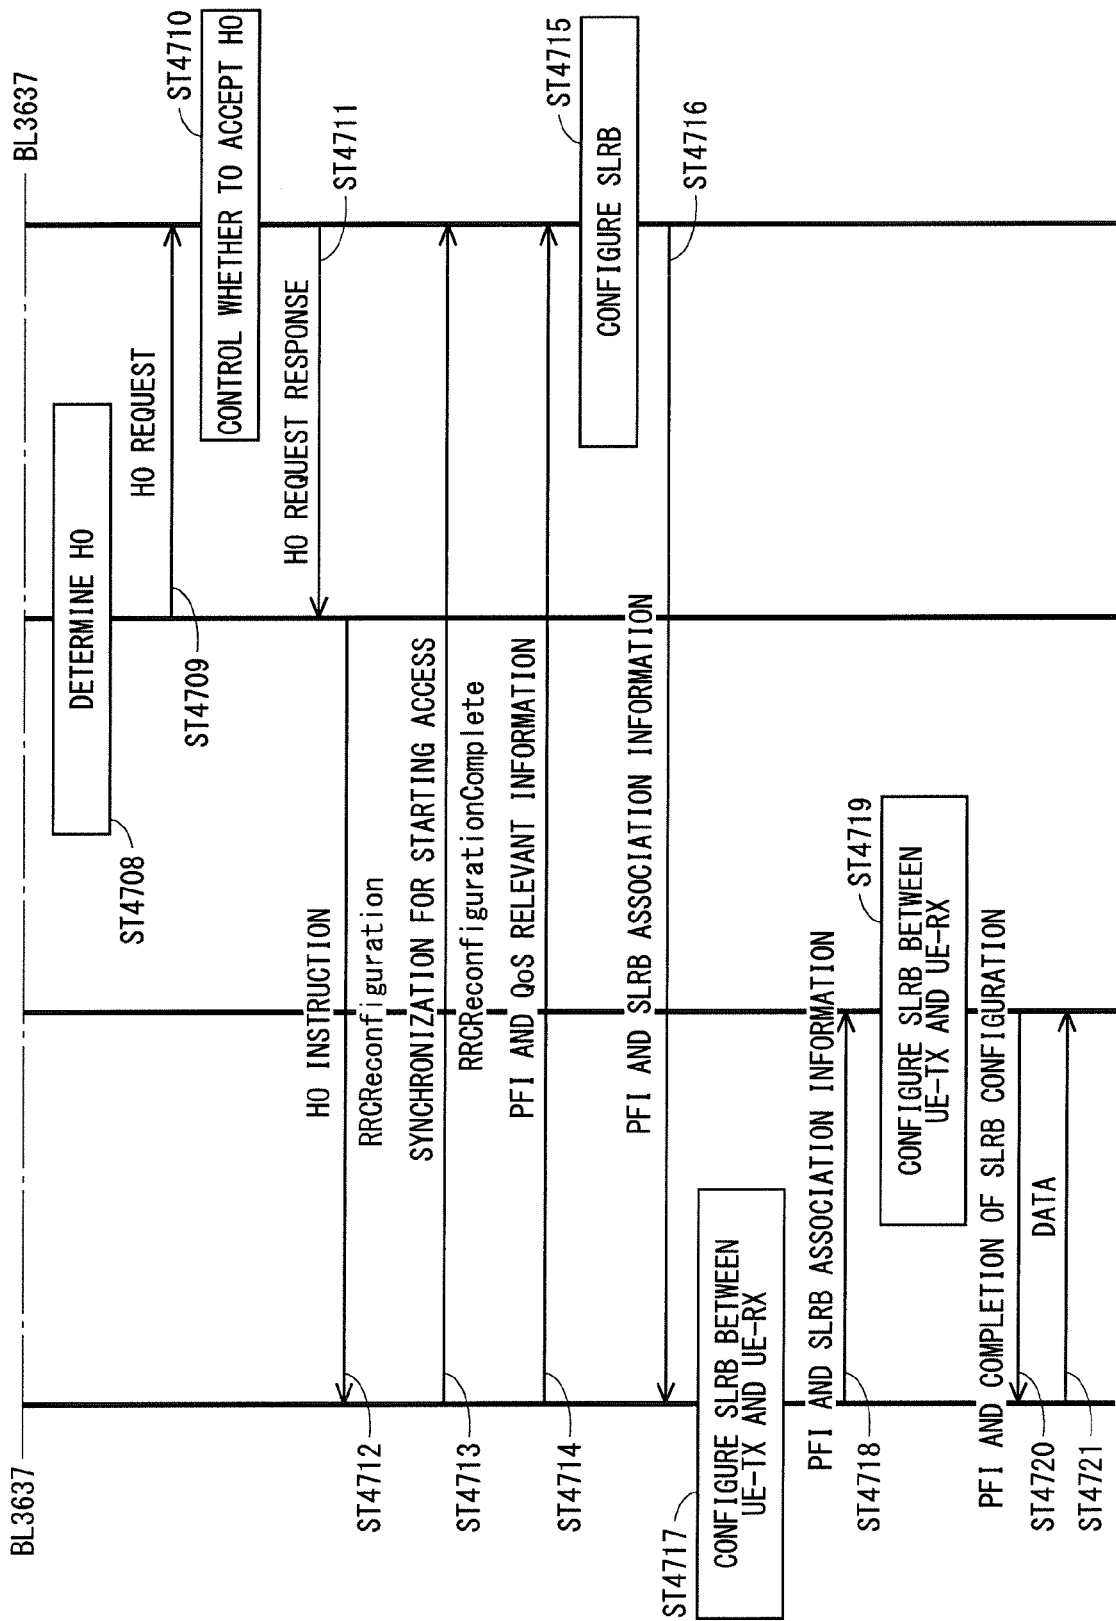 BL3637
BL3637
DETERMINE HO
ST4708
HO REQUEST
ST4709
ST4710
CONTROL WHETHER TO ACCEPT HO
HO REQUEST RESPONSE
ST4711
HO INSTRUCTION
RRCReconfiguration
ST4712
SYNCHRONIZATION FOR STARTING ACCESS
RRCReconfigurationComplete
ST4713
PFI AND QoS RELEVANT INFORMATION
ST4714
ST4715
CONFIGURE SLRB
PFI AND SLRB ASSOCIATION INFORMATION
ST4716
ST4717
CONFIGURE SLRB BETWEEN
UE-TX AND UE-RX
PFI AND SLRB ASSOCIATION INFORMATION
ST4718
ST4719
CONFIGURE SLRB BETWEEN
UE-TX AND UE-RX
PFI AND COMPLETION OF SLRB CONFIGURATION
ST4720
DATA
ST4721